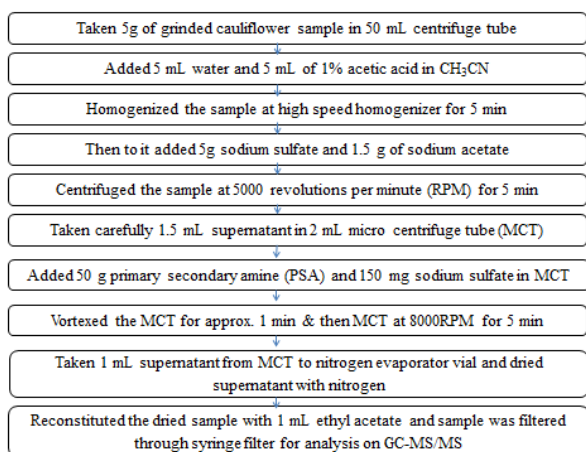 Taken 5g of grinded cauliflower sample in 50 mL centrifuge tube
Added 5 mL water and 5 mL of 1% acetic acid in CH₃CN
Homogenized the sample at high speed homogenizer for 5 min
Then to it added 5g sodium sulfate and 1.5 g of sodium acetate
Centrifuged the sample at 5000 revolutions per minute (RPM) for 5 min
Taken carefully 1.5 mL supernatant in 2 mL micro centrifuge tube (MCT)
Added 50 g primary secondary amine (PSA) and 150 mg sodium sulfate in MCT
Vortexed the MCT for approx. 1 min & then MCT at 8000RPM for 5 min
Taken 1 mL supernatant from MCT to nitrogen evaporator vial and dried
supernatant with nitrogen
Reconstituted the dried sample with 1 mL ethyl acetate and sample was filtered
through syringe filter for analysis on GC-MS/MS